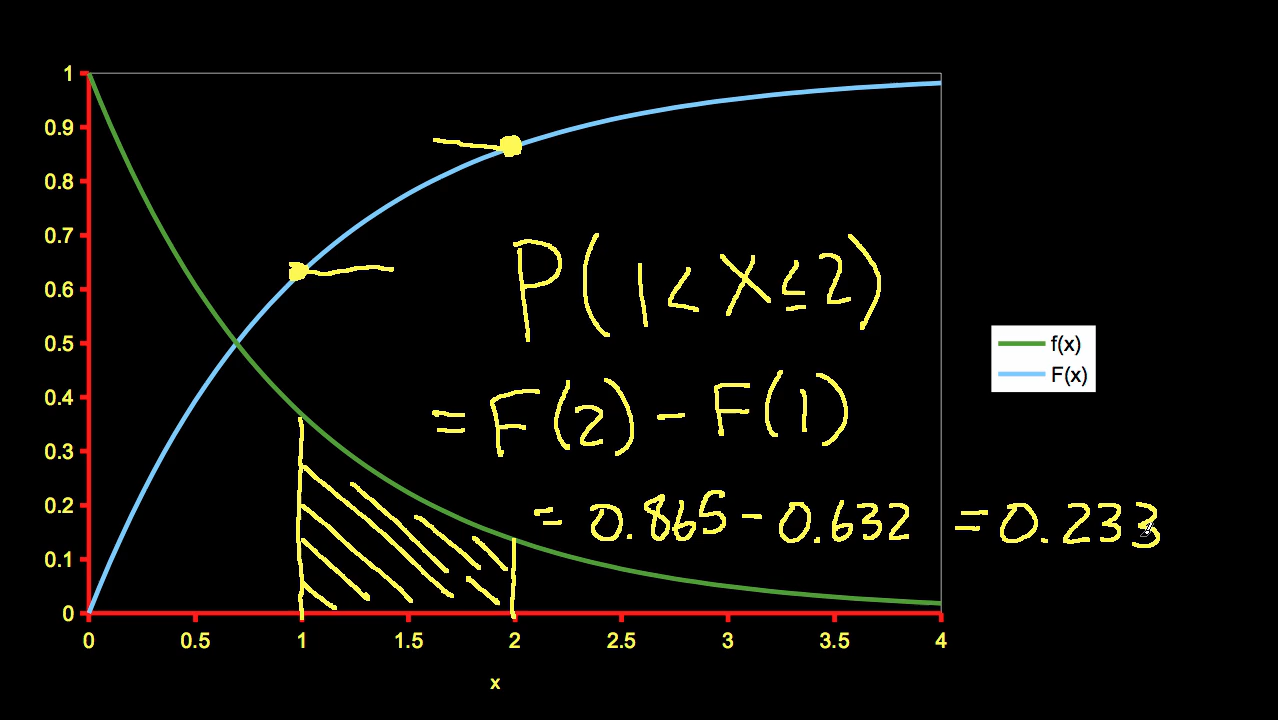 1
0.9
0.8
0.7
0.6
0.5
0.4
0.3
0.2
0.1
0
0 0.5 1 1.5 2 2.5 3 3.5 4
x
P(1 < X ≤ 2)
= F(2) - F(1)
= 0.865 - 0.632 = 0.233
f(x)
F(x)